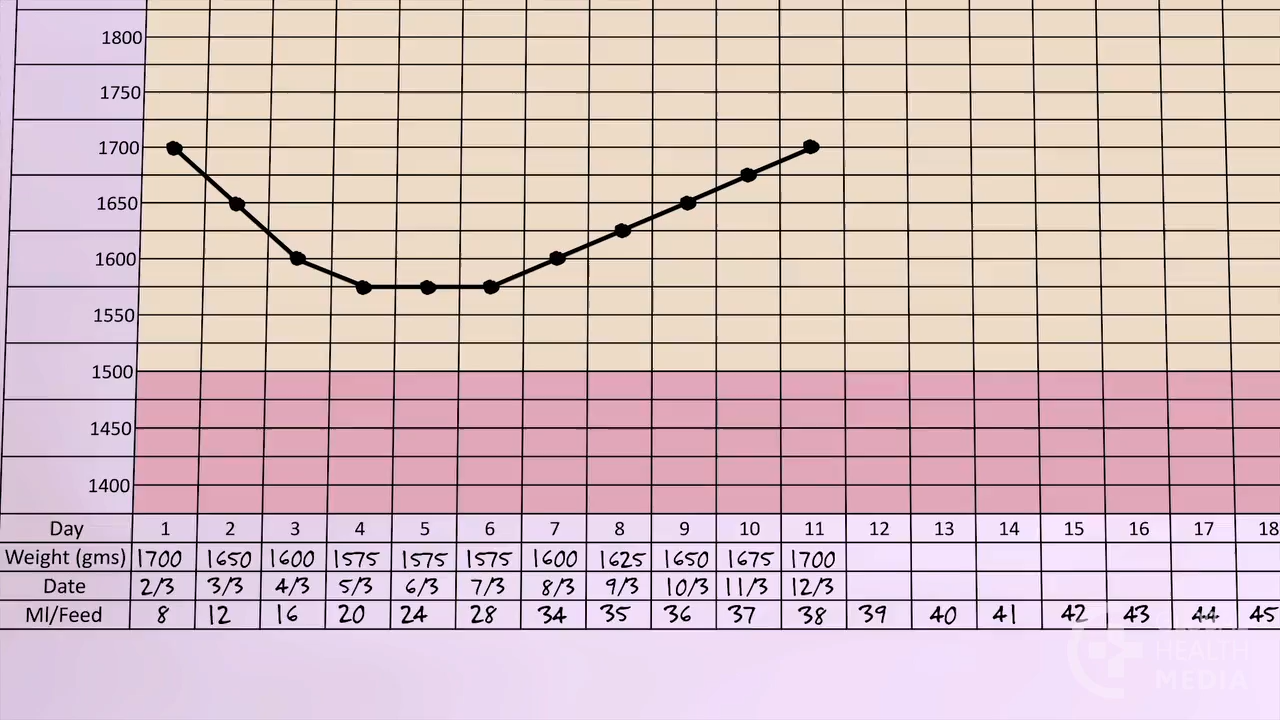 1800
1750
1700
1650
1600
1550
1500
1450
1400
Day 1 2 3 4 5 6 7 8 9 10 11 12 13 14 15 16 17 18
Weight (gms) 1700 1650 1600 1575 1575 1575 1600 1625 1650 1675 1700
Date 2/3 3/3 4/3 5/3 6/3 7/3 8/3 9/3 10/3 11/3 12/3
Ml/Feed 8 12 16 20 24 28 34 35 36 37 38 39 40 41 42 43 44 45
HEALTH
MEDIA